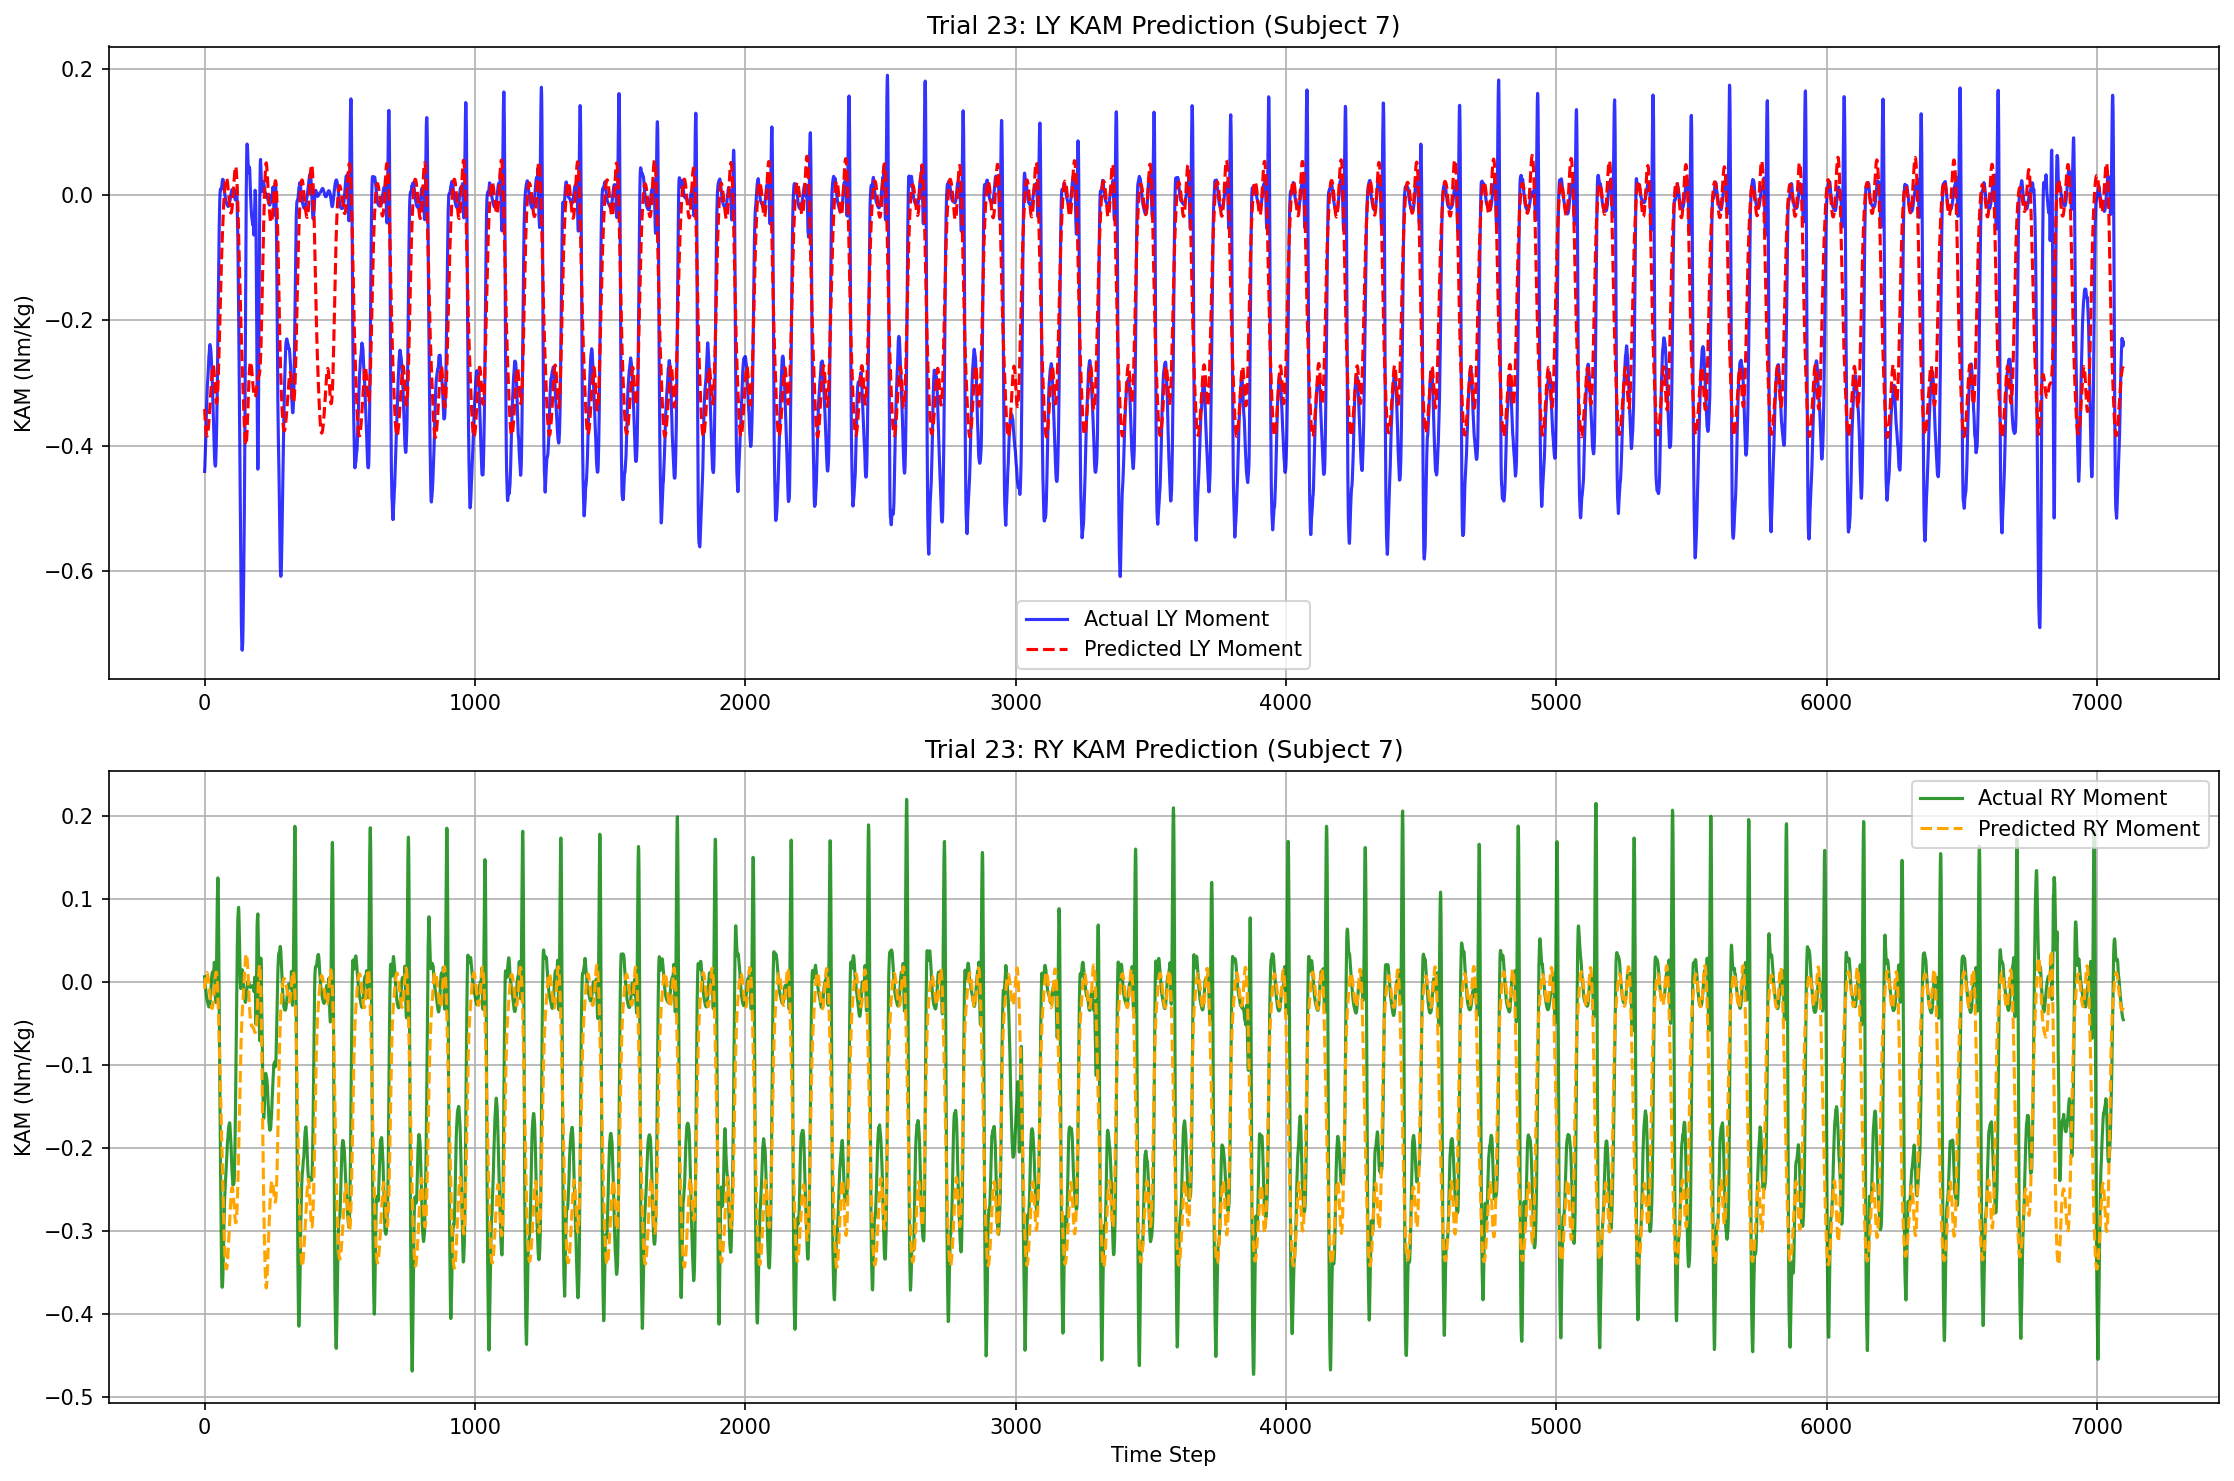 Trial 23: LY KAM Prediction (Subject 7)
KAM (Nm/Kg)
0.2
0.0
−0.2
−0.4
−0.6
Actual LY Moment
Predicted LY Moment
0 1000 2000 3000 4000 5000 6000 7000
Trial 23: RY KAM Prediction (Subject 7)
KAM (Nm/Kg)
0.2
0.1
0.0
−0.1
−0.2
−0.3
−0.4
−0.5
Actual RY Moment
Predicted RY Moment
0 1000 2000 3000 4000 5000 6000 7000
Time Step